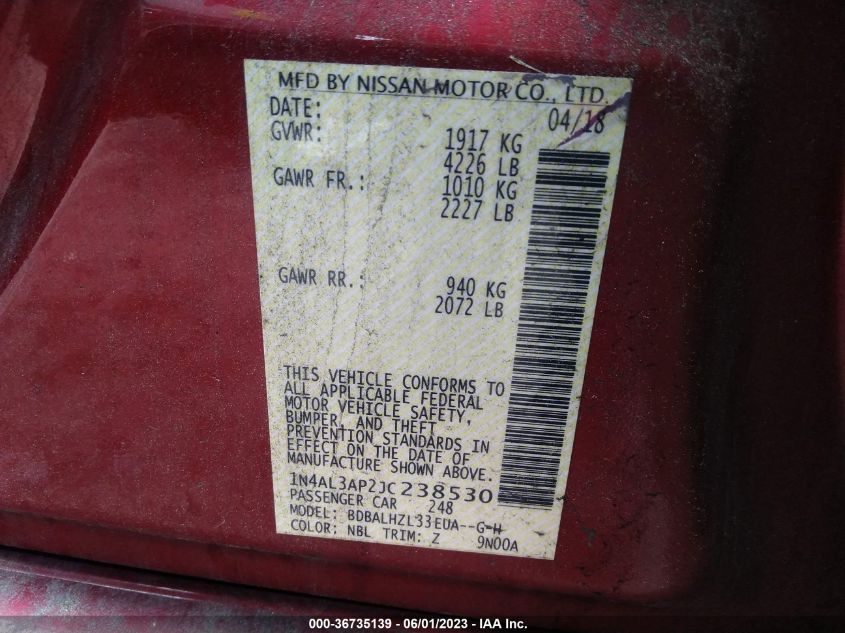 MFD BY NISSAN MOTOR CO., LTD.
DATE: 04/18
GVWR: 1917 KG
4226 LB
GAWR FR.: 1010 KG
2227 LB
GAWR RR.: 940 KG
2072 LB
THIS VEHICLE CONFORMS TO
ALL APPLICABLE FEDERAL
MOTOR VEHICLE SAFETY,
BUMPER, AND THEFT
PREVENTION STANDARDS IN
EFFECT ON THE DATE OF
MANUFACTURE SHOWN ABOVE.
1N4AL3AP2JC238530
PASSENGER CAR 248
MODEL: BDBALHZL33EUA--G-H
COLOR: NBL TRIM: Z 9N00A
000-36735139 - 06/01/2023 - IAA Inc.